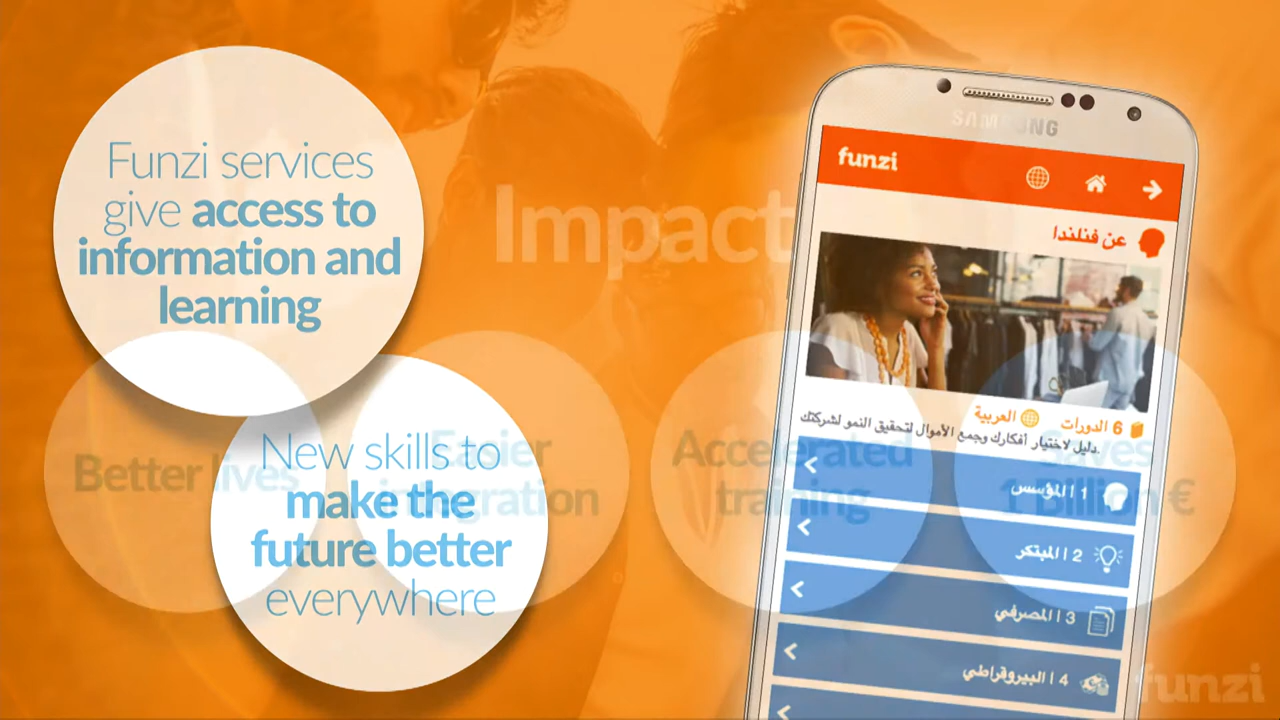 Funzi services
give access to
information and
learning
New skills to
make the
future better
everywhere
Impact
Better lives
Easier
integration
Accelerated
training
Saves
1 Billion €
SAMSUNG
funzi
عن فنلندا
6 الدورات العربية
دليل لاختيار أفكارك وجمع الأموال لتحقيق النمو لشركتك.
1 | المؤسس
2 | المبتكر
3 | المصرفي
4 | البيروقراطي
funzi